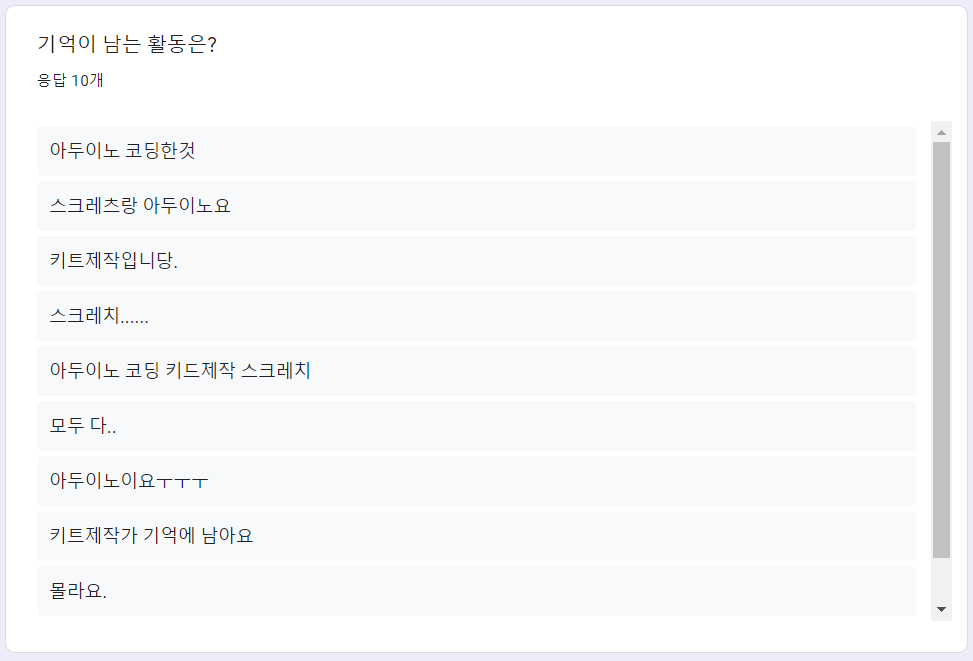 기억이 남는 활동은?
응답 10개
아두이노 코딩한것
스크레츠랑 아두이노요
키트제작입니당.
스크레치......
아두이노 코딩 키드제작 스크레치
모두 다..
아두이노이요ㅜㅜㅜ
키트제작가 기억에 남아요
몰라요.